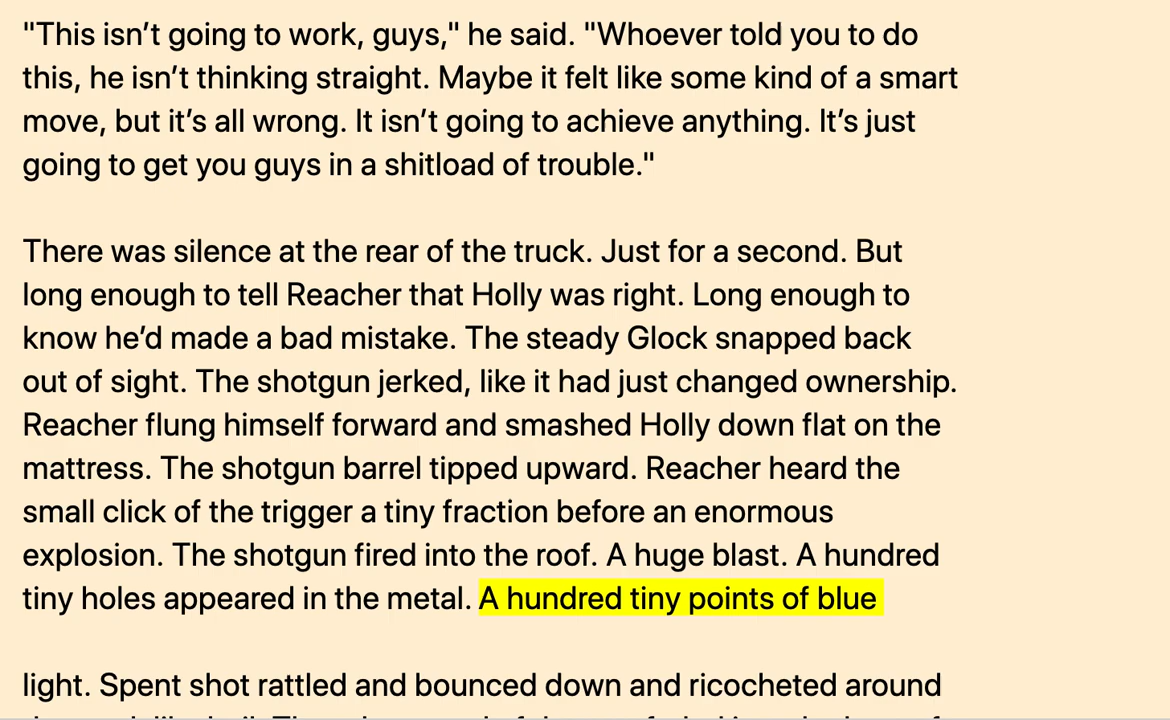 "This isn’t going to work, guys," he said. "Whoever told you to do
this, he isn’t thinking straight. Maybe it felt like some kind of a smart
move, but it’s all wrong. It isn’t going to achieve anything. It’s just
going to get you guys in a shitload of trouble."
There was silence at the rear of the truck. Just for a second. But
long enough to tell Reacher that Holly was right. Long enough to
know he’d made a bad mistake. The steady Glock snapped back
out of sight. The shotgun jerked, like it had just changed ownership.
Reacher flung himself forward and smashed Holly down flat on the
mattress. The shotgun barrel tipped upward. Reacher heard the
small click of the trigger a tiny fraction before an enormous
explosion. The shotgun fired into the roof. A huge blast. A hundred
tiny holes appeared in the metal. A hundred tiny points of blue
light. Spent shot rattled and bounced down and ricocheted around